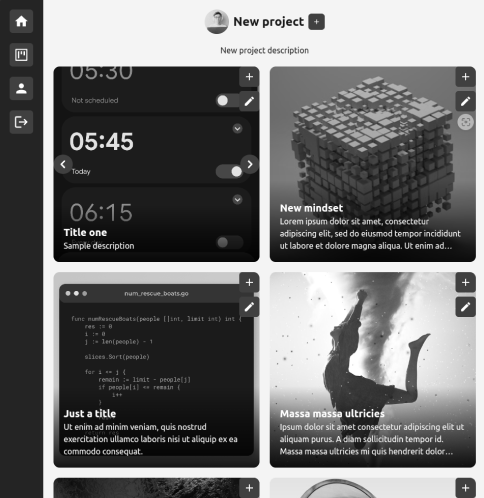 New project
+
New project description
05:30
Not scheduled
05:45
Today
06:15
Title one
Sample description
New mindset
Lorem ipsum dolor sit amet, consectetur
adipiscing elit, sed do eiusmod tempor incididunt
ut labore et dolore magna aliqua. Ut enim ad…
num_rescue_boats.go
func numRescueBoats(people []int, limit int) int {
res := 0
i := 0
j := len(people) - 1
slices.Sort(people)
for i <= j {
remain := limit - people[j]
if people[i] <= remain {
i++
}
Just a title
Ut enim ad minim veniam, quis nostrud
exercitation ullamco laboris nisi ut aliquip ex ea
commodo consequat.
Massa massa ultricies
Ipsum dolor sit amet consectetur adipiscing elit ut
aliquam purus. A diam sollicitudin tempor id.
Massa massa ultricies mi quis hendrerit dolor…